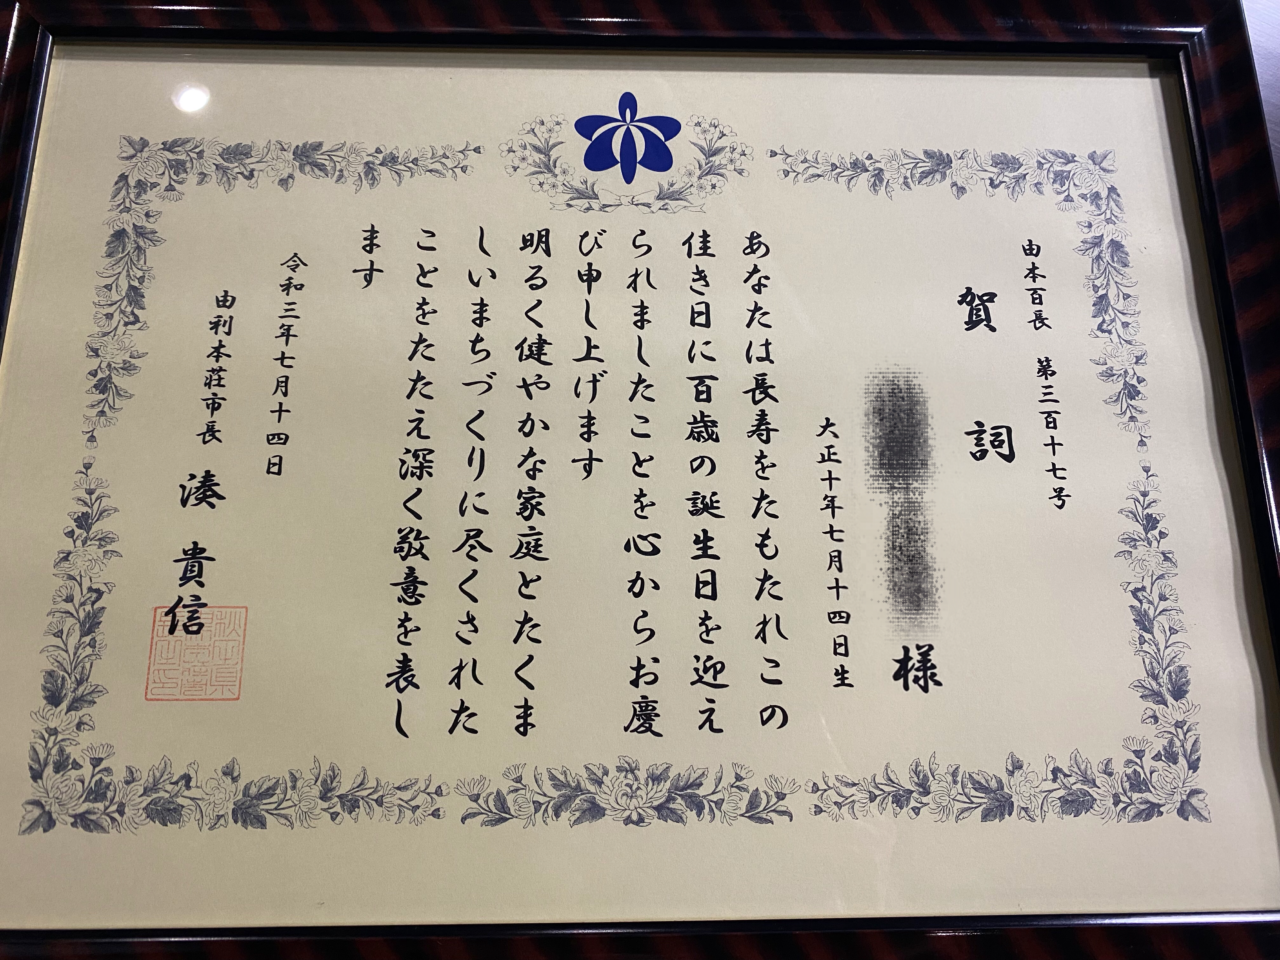 由本百長 第三百十七号
賀詞
様
大正十年七月十四日生
あなたは長寿をたもたれこの
佳き日に百歳の誕生日を迎え
られましたことを心からお慶
び申し上げます
明るく健やかな家庭とたくま
しいまちづくりに尽くされた
ことをたたえ深く敬意を表し
ます
令和三年七月十四日
由利本荘市長 湊 貴信